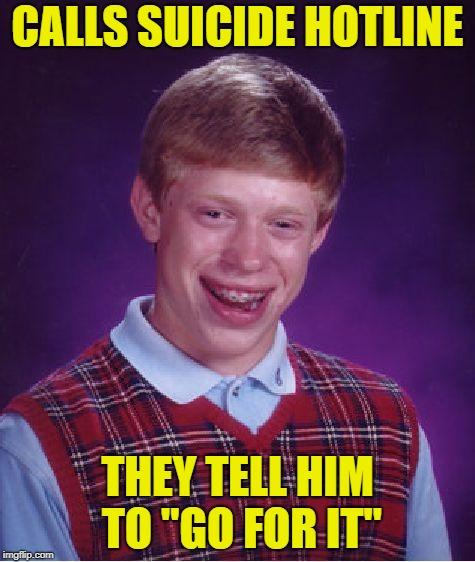 CALLS SUICIDE HOTLINE
THEY TELL HIM
TO "GO FOR IT"
imgflip.com